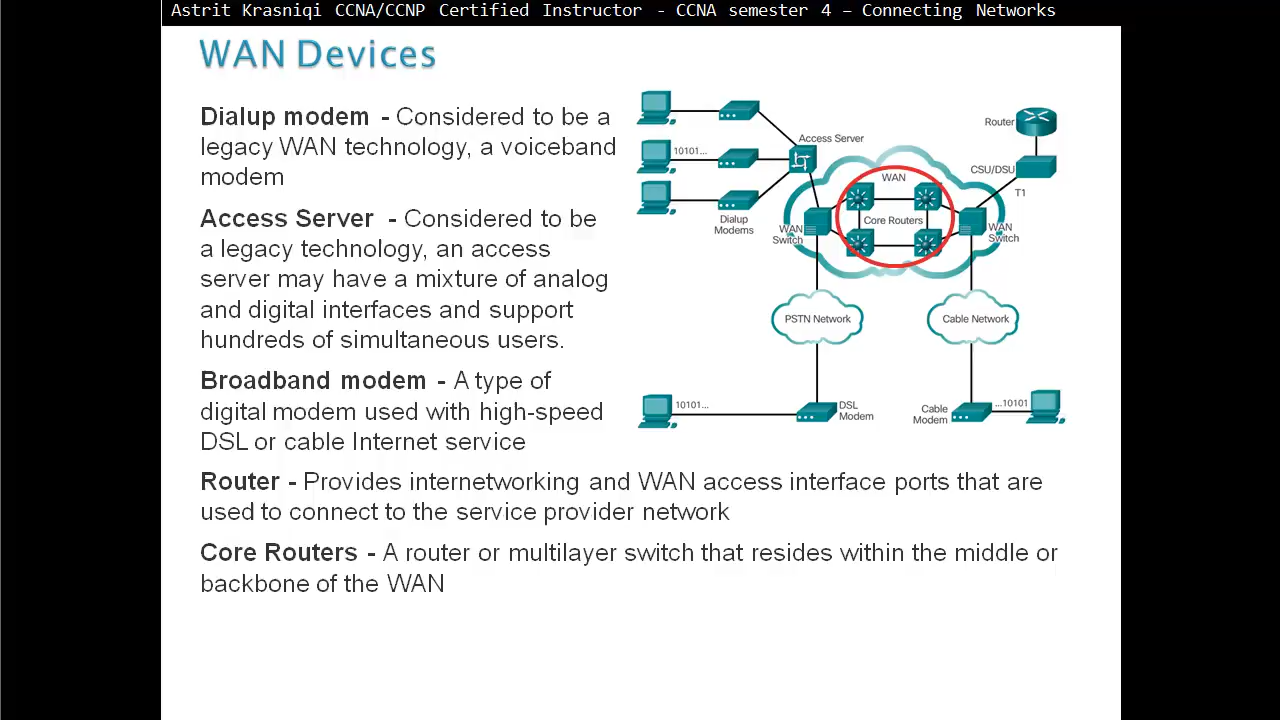 Astrit Krasniqi CCNA/CCNP Certified Instructor - CCNA semester 4 – Connecting Networks
WAN Devices
Dialup modem - Considered to be a
legacy WAN technology, a voiceband
modem
Access Server - Considered to be
a legacy technology, an access
server may have a mixture of analog
and digital interfaces and support
hundreds of simultaneous users.
Broadband modem - A type of
digital modem used with high-speed
DSL or cable Internet service
Router - Provides internetworking and WAN access interface ports that are
used to connect to the service provider network
Core Routers - A router or multilayer switch that resides within the middle or
backbone of the WAN
10101...
Dialup
Modems
Access Server
WAN
Core Routers
WAN
Switch
WAN
Switch
Router
CSU/DSU
T1
PSTN Network
Cable Network
10101...
DSL
Modem
Cable
Modem
...10101